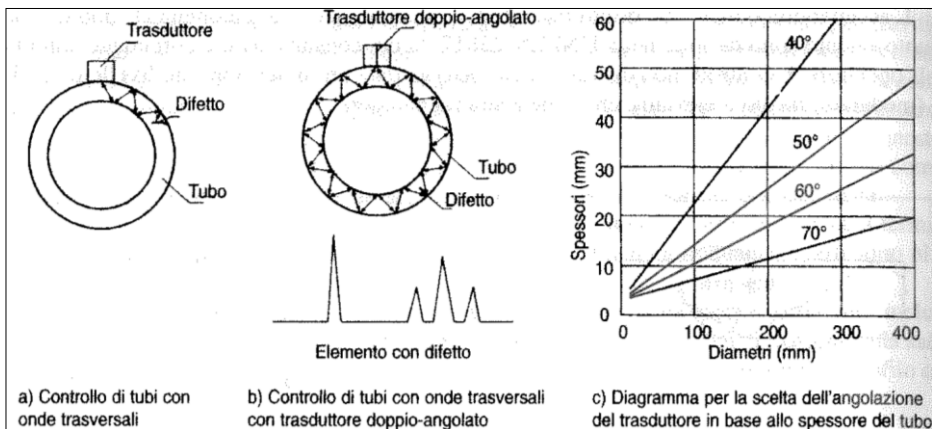 Trasduttore
Difetto
Tubo
a) Controllo di tubi con
onde trasversali
Trasduttore doppio-angolato
Tubo
Difetto
Elemento con difetto
b) Controllo di tubi con onde trasversali
con trasduttore doppio-angolato
60
50
40
30
20
10
0
Spessori (mm)
40°
50°
60°
70°
0 100 200 300 400
Diametri (mm)
c) Diagramma per la scelta dell'angolazione
del trasduttore in base allo spessore del tubo